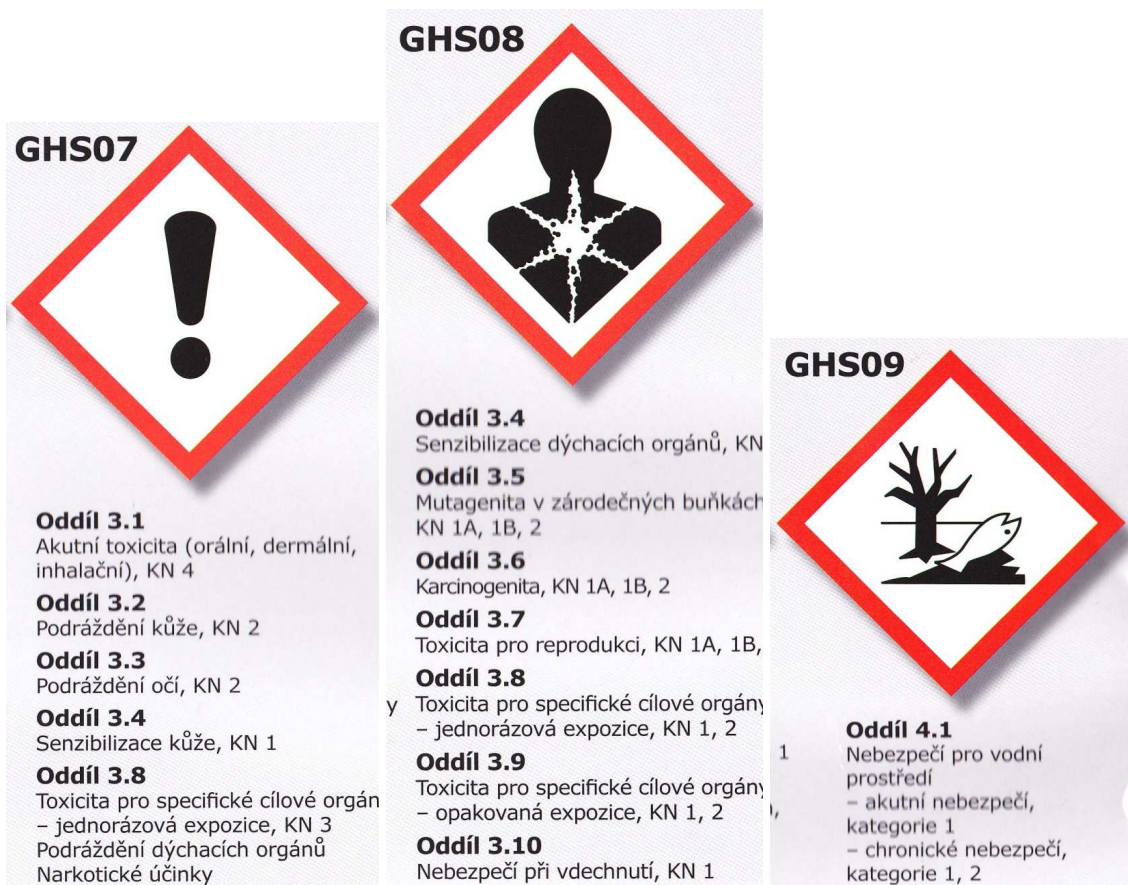 GHS07
Oddíl 3.1
Akutní toxicita (orální, dermální,
inhalační), KN 4
Oddíl 3.2
Podráždění kůže, KN 2
Oddíl 3.3
Podráždění očí, KN 2
Oddíl 3.4
Senzibilizace kůže, KN 1
Oddíl 3.8
Toxicita pro specifické cílové orgán
– jednorázová expozice, KN 3
Podráždění dýchacích orgánů
Narkotické účinky
GHS08
Oddíl 3.4
Senzibilizace dýchacích orgánů, KN
Oddíl 3.5
Mutagenita v zárodečných buňkách
KN 1A, 1B, 2
Oddíl 3.6
Karcinogenita, KN 1A, 1B, 2
Oddíl 3.7
Toxicita pro reprodukci, KN 1A, 1B,
Oddíl 3.8
y Toxicita pro specifické cílové orgány
– jednorázová expozice, KN 1, 2
Oddíl 3.9
Toxicita pro specifické cílové orgány
– opakovaná expozice, KN 1, 2
Oddíl 3.10
Nebezpečí při vdechnutí, KN 1
GHS09
Oddíl 4.1
1 Nebezpečí pro vodní
prostředí
– akutní nebezpečí,
kategorie 1
– chronické nebezpečí,
kategorie 1, 2